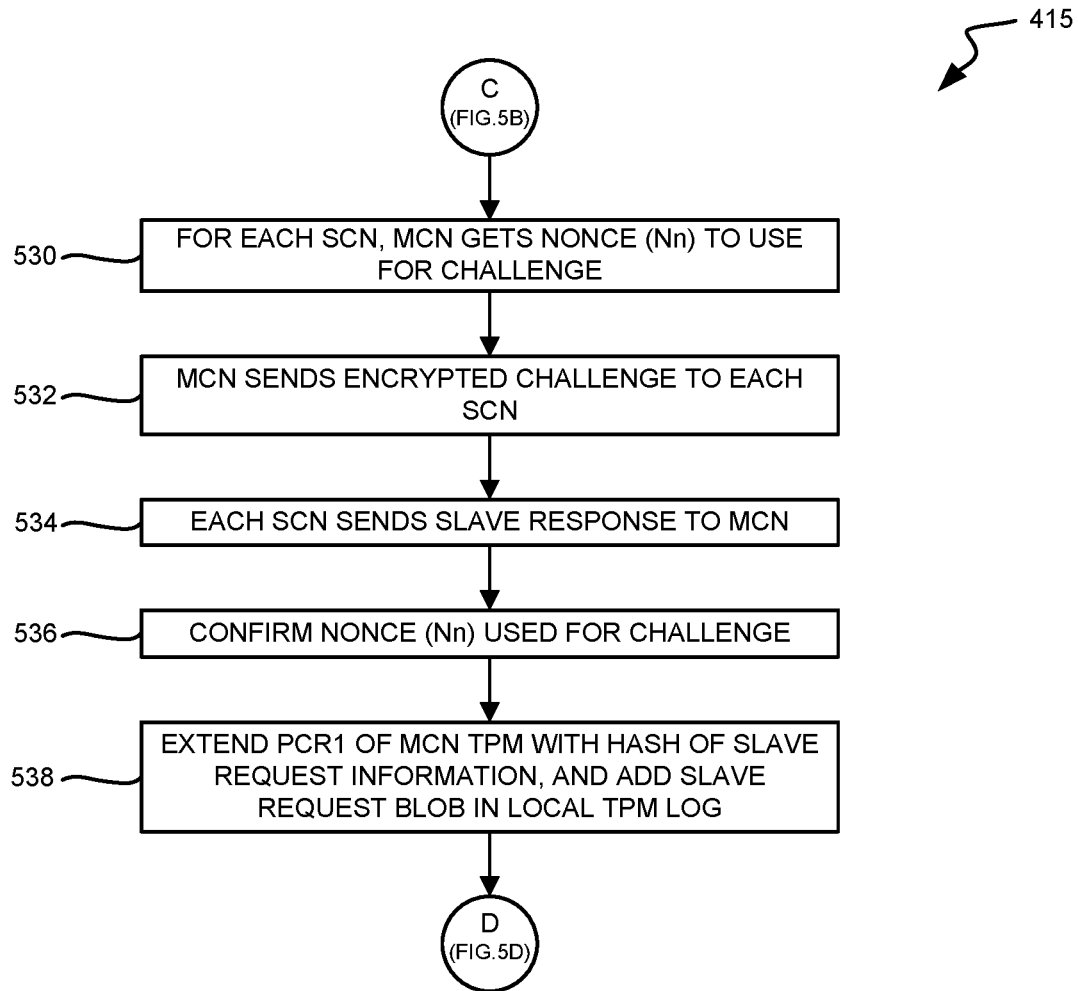 415
C
(FIG.5B)
530
FOR EACH SCN, MCN GETS NONCE (Nn) TO USE
FOR CHALLENGE
532
MCN SENDS ENCRYPTED CHALLENGE TO EACH
SCN
534
EACH SCN SENDS SLAVE RESPONSE TO MCN
536
CONFIRM NONCE (Nn) USED FOR CHALLENGE
538
EXTEND PCR1 OF MCN TPM WITH HASH OF SLAVE
REQUEST INFORMATION, AND ADD SLAVE
REQUEST BLOB IN LOCAL TPM LOG
D
(FIG.5D)